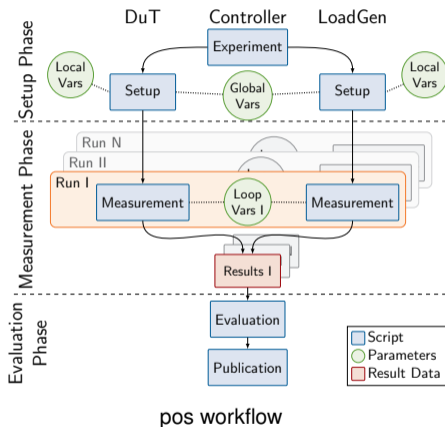 DuT
Controller
LoadGen
Setup Phase
Experiment
Local
Vars
Setup
Global
Vars
Setup
Local
Vars
Measurement Phase
Run N
Run II
Run I
Measurement
Loop
Vars I
Measurement
Results I
Evaluation
Phase
Evaluation
Publication
Script
Parameters
Result Data
pos workflow